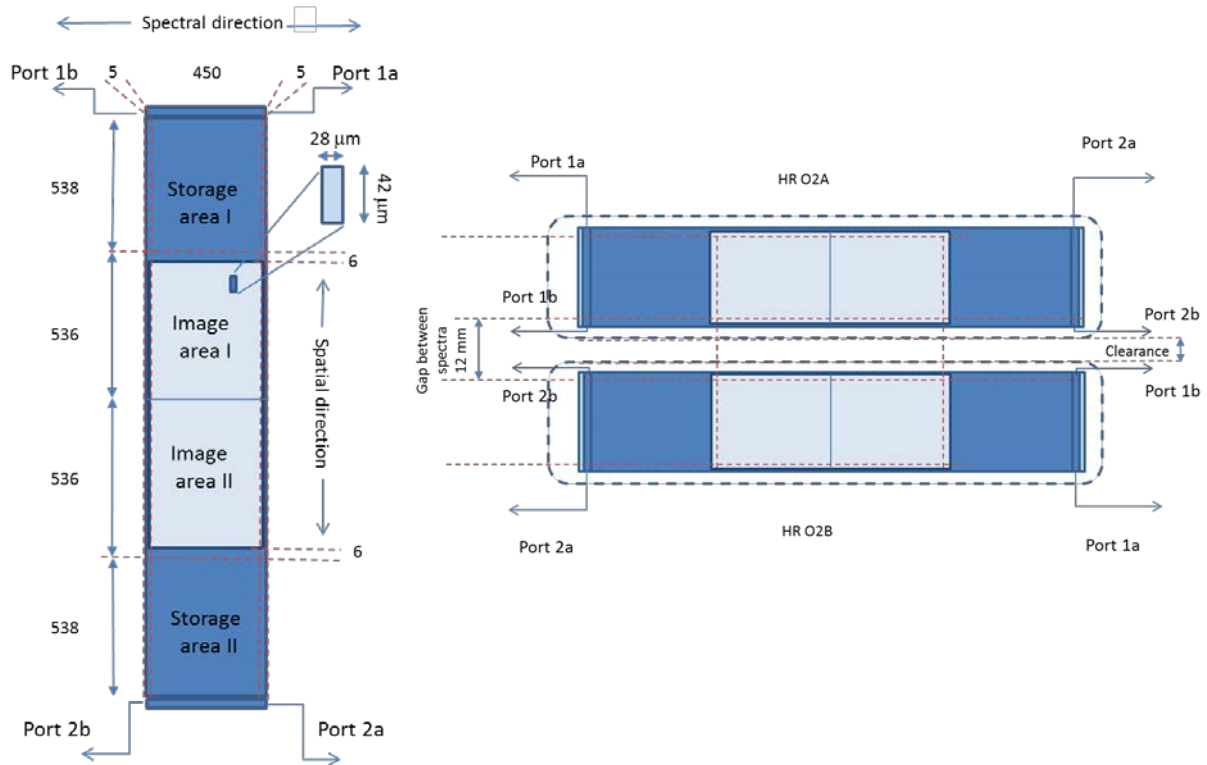 Spectral direction
Port 1b
5
450
5
Port 1a
28 µm
42 µm
538
Storage
area I
6
536
Image
area I
Spatial direction
536
Image
area II
6
538
Storage
area II
Port 2b
Port 2a
Port 1a
HR O2A
Port 2a
Port 1b
Port 2b
Gap between
spectra
12 mm
Clearance
Port 2b
Port 1b
Port 2a
HR O2B
Port 1a